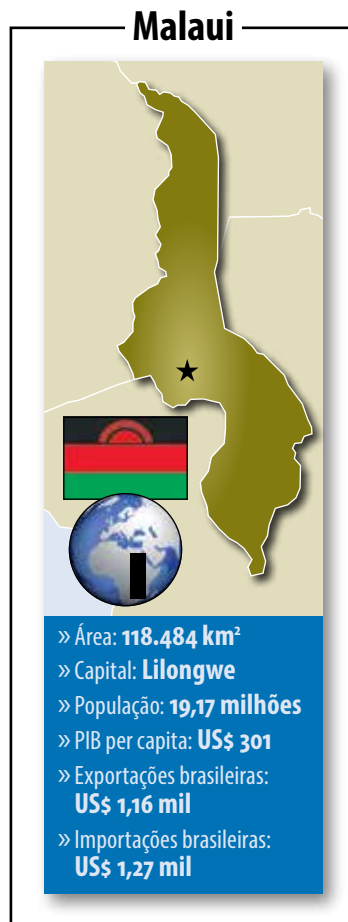 Malaui
» Área: 118.484 km²
» Capital: Lilongwe
» População: 19,17 milhões
» PIB per capita: US$ 301
» Exportações brasileiras:
US$ 1,16 mil
» Importações brasileiras:
US$ 1,27 mil